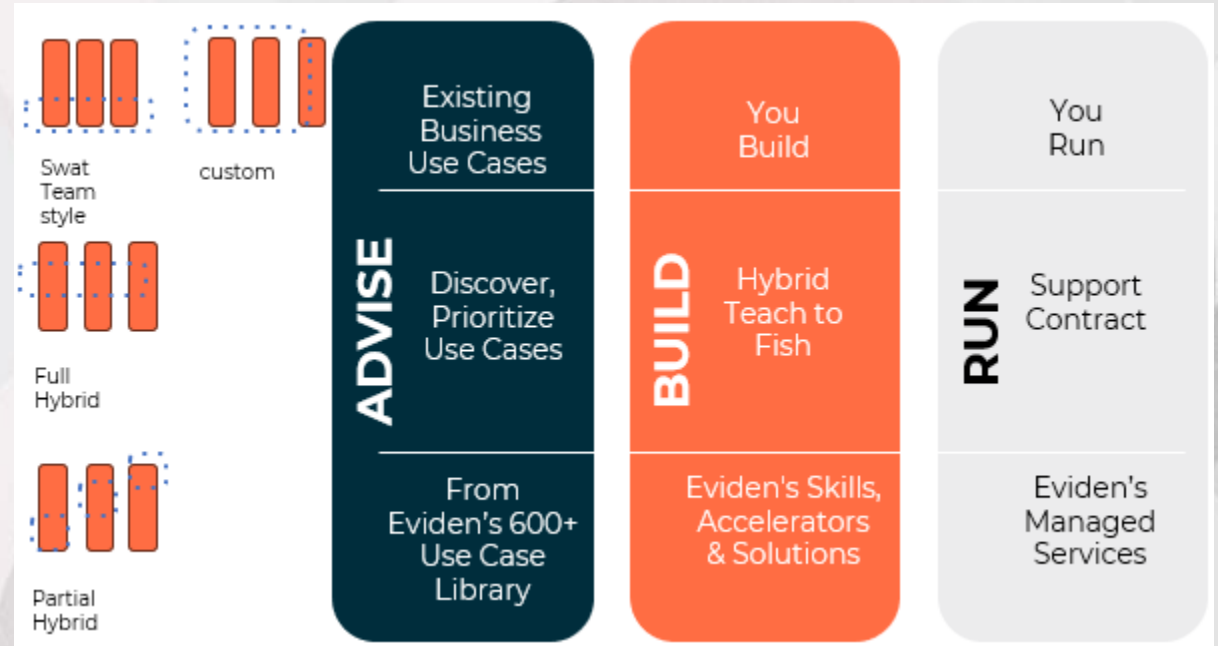 Swat
Team
style
custom
Full
Hybrid
Partial
Hybrid
ADVISE
Existing
Business
Use Cases
Discover,
Prioritize
Use Cases
From
Eviden's 600+
Use Case
Library
BUILD
You
Build
Hybrid
Teach to
Fish
Eviden's Skills,
Accelerators
& Solutions
RUN
You
Run
Support
Contract
Eviden's
Managed
Services